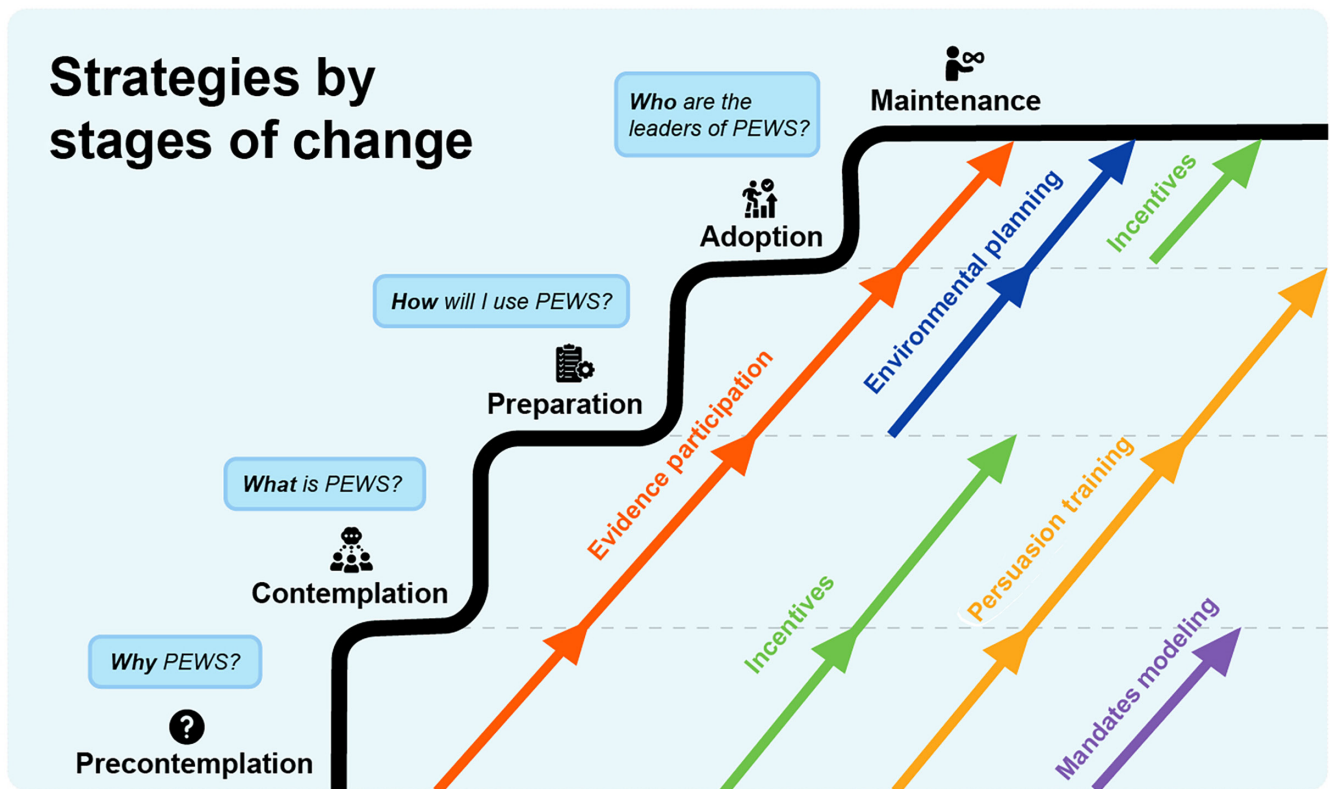 Strategies by
stages of change
Maintenance
Who are the
leaders of PEWS?
Adoption
How will I use PEWS?
Preparation
What is PEWS?
Contemplation
Why PEWS?
?
Precontemplation
Evidence participation
Environmental planning
Incentives
Incentives
Persuasion training
Mandates modeling